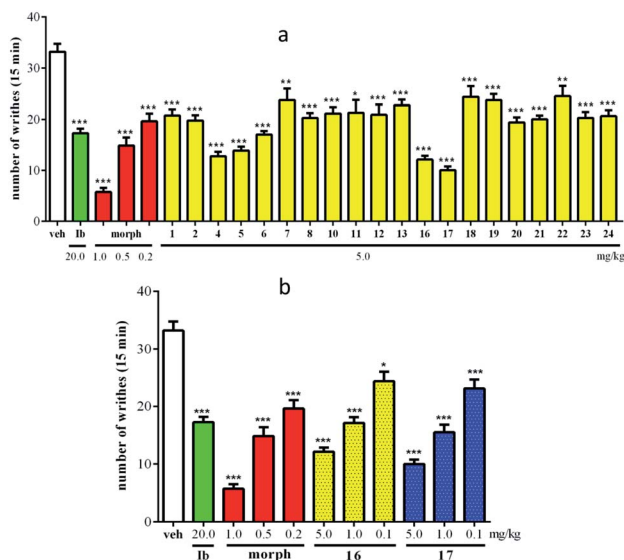 a
number of writhes (15 min)
40
30
20
10
0
*** *** *** *** *** *** *** *** *** ** *** *** * *** *** *** *** *** *** *** *** ** *** ***
veh Ib morph 1 2 4 5 6 7 8 10 11 12 13 16 17 18 19 20 21 22 23 24
20.0 1.0 0.5 0.2 5.0 mg/kg
b
number of writhes (15 min)
40
30
20
10
0
*** *** *** *** *** *** * *** *** ***
veh 20.0 1.0 0.5 0.2 5.0 1.0 0.1 5.0 1.0 0.1 mg/kg
Ib morph 16 17